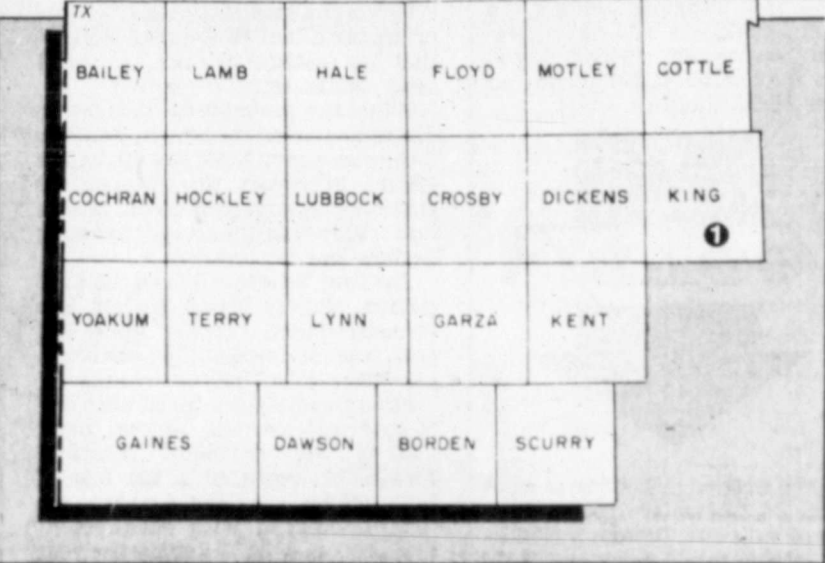 TX
BAILEY LAMB HALE FLOYD MOTLEY COTTLE
COCHRAN HOCKLEY LUBBOCK CROSBY DICKENS KING
1
YOAKUM TERRY LYNN GARZA KENT
GAINES DAWSON BORDEN SCURRY